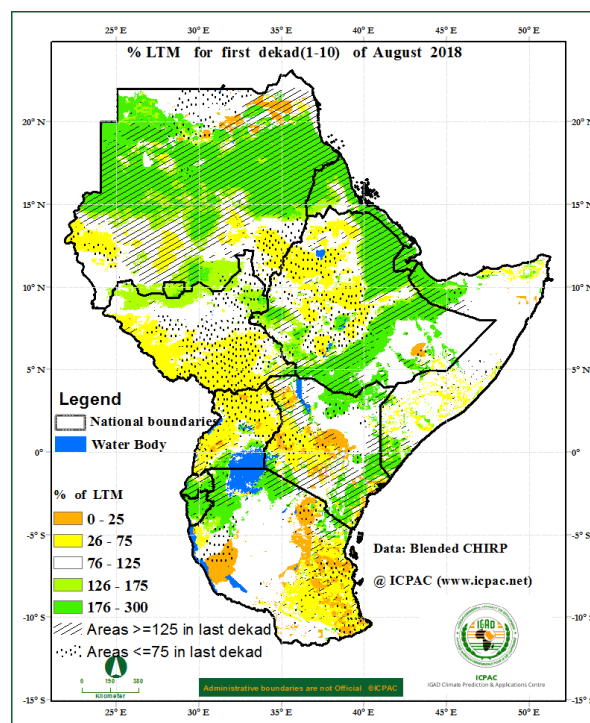 25° E 30° E 35° E 40° E 45° E 50° E
% LTM for first dekad(1-10) of August 2018
20° N 20° N
15° N 15° N
10° N 10° N
5° N 5° N
0° 0°
-5° S -5° S
-10° S -10° S
-15° S -15° S
Legend
National boundaries
Water Body
% of LTM
0 - 25
26 - 75
76 - 125
126 - 175
176 - 300
Areas >=125 in last dekad
Areas <=75 in last dekad
Data: Blended CHIRP
@ ICPAC (www.icpac.net)
IGAD
ICPAC
IGAD Climate Prediction & Applications Centre
0 190 380
Kilometer
Administrative boundaries are not Official ©ICPAC
25° E 30° E 35° E 40° E 45° E 50° E